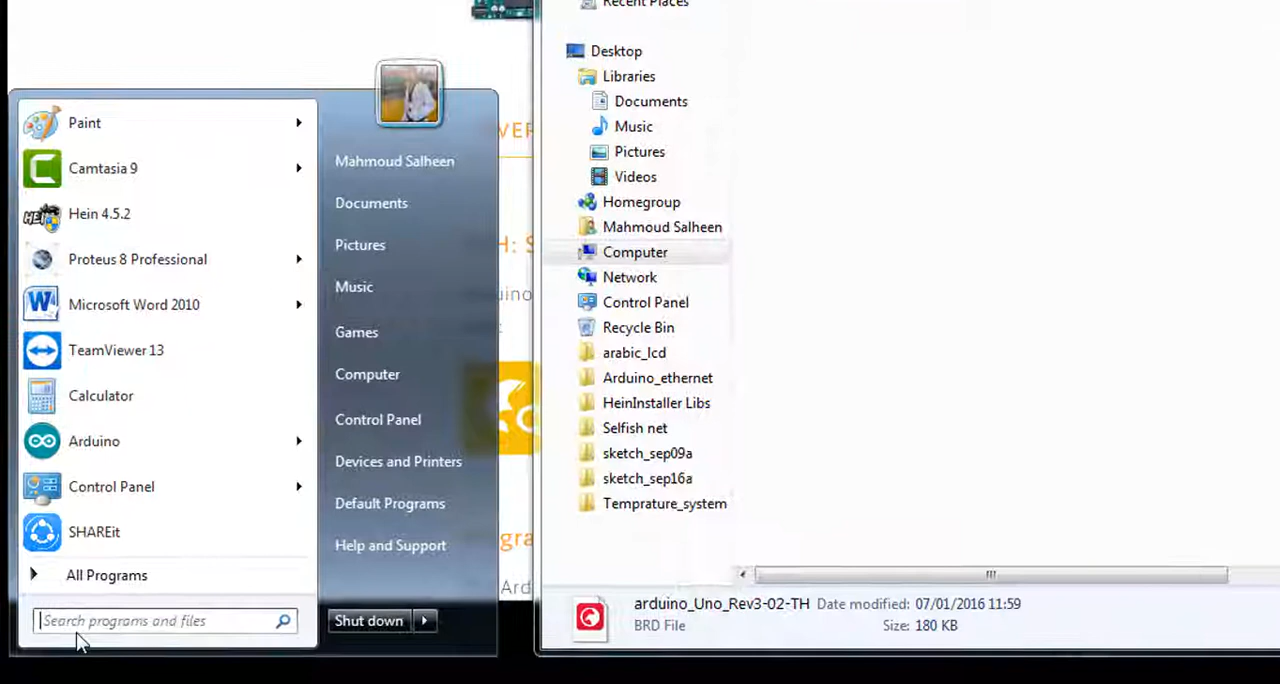 Paint
Camtasia 9
Hein 4.5.2
Proteus 8 Professional
Microsoft Word 2010
TeamViewer 13
Calculator
Arduino
Control Panel
SHAREit
All Programs
Search programs and files
Mahmoud Salheen
Documents
Pictures
Music
Games
Computer
Control Panel
Devices and Printers
Default Programs
Help and Support
Shut down
Recent Places
Desktop
Libraries
Documents
Music
Pictures
Videos
Homegroup
Mahmoud Salheen
Computer
Network
Control Panel
Recycle Bin
arabic_lcd
Arduino_ethernet
HeinInstaller Libs
Selfish net
sketch_sep09a
sketch_sep16a
Temprature_system
arduino_Uno_Rev3-02-TH Date modified: 07/01/2016 11:59
BRD File Size: 180 KB